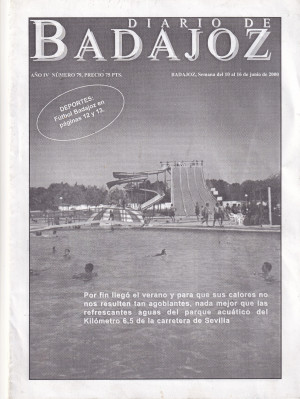 DIARIO DE
BADAJOZ
AÑO IV NÚMERO 79, PRECIO 75 PTS.
BADAJOZ, Semana del 10 al 16 de junio de 2000
DEPORTES:
Fútbol Badajoz en
páginas 12 y 13.
Por fin llegó el verano y para que sus calores no
nos resulten tan agobiantes, nada mejor que las
refrescantes aguas del parque acuático del
Kilómetro 6.5 de la carretera de Sevilla